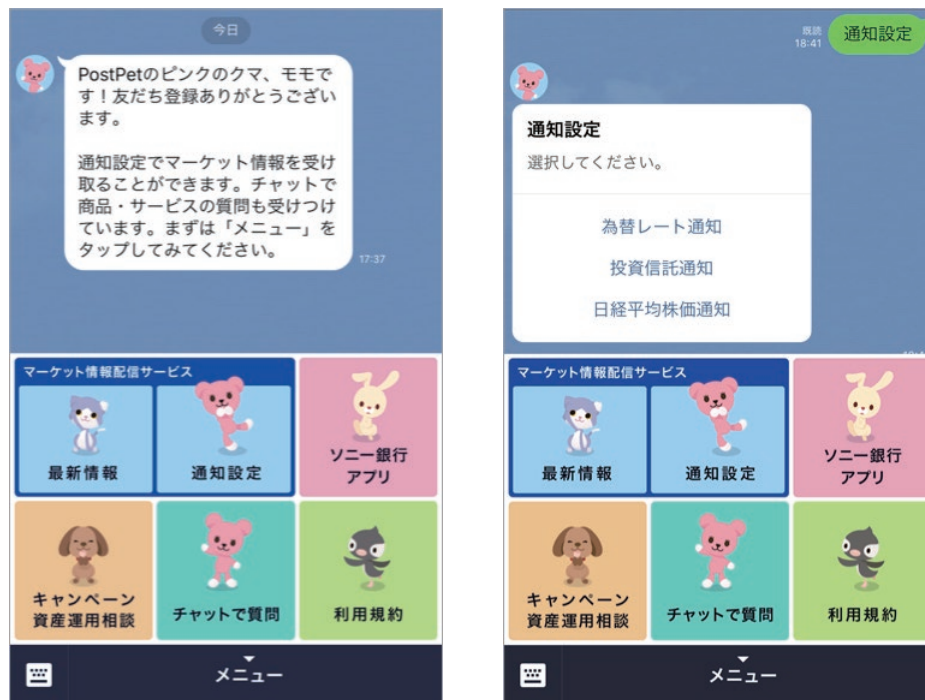 今日
PostPetのピンクのクマ、モモで
す！友だち登録ありがとうござい
ます。
通知設定でマーケット情報を受け
取ることができます。チャットで
商品・サービスの質問も受けつけ
ています。まずは「メニュー」を
タップしてみてください。
17:37
マーケット情報配信サービス
最新情報
通知設定
ソニー銀行
アプリ
キャンペーン
資産運用相談
チャットで質問
利用規約
メニュー
既読
18:41
通知設定
通知設定
選択してください。
為替レート通知
投資信託通知
日経平均株価通知
マーケット情報配信サービス
最新情報
通知設定
ソニー銀行
アプリ
キャンペーン
資産運用相談
チャットで質問
利用規約
メニュー